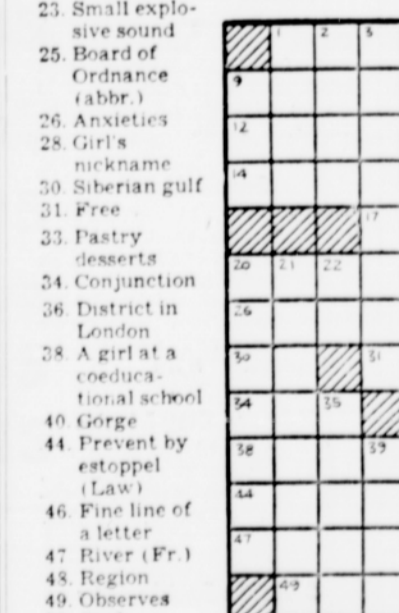 23. Small explo-
sive sound
25. Board of
Ordnance
(abbr.)
26. Anxieties
28. Girl's
nickname
30. Siberian gulf
31. Free
33. Pastry
desserts
34. Conjunction
36. District in
London
38. A girl at a
coeduca-
tional school
40. Gorge
44. Prevent by
estoppel
(Law)
46. Fine line of
a letter
47. River (Fr.)
48. Region
49. Observes
1 2 3
9
12
14
17
20 21 22
26
30 31
34 35
38 39
44
47
49